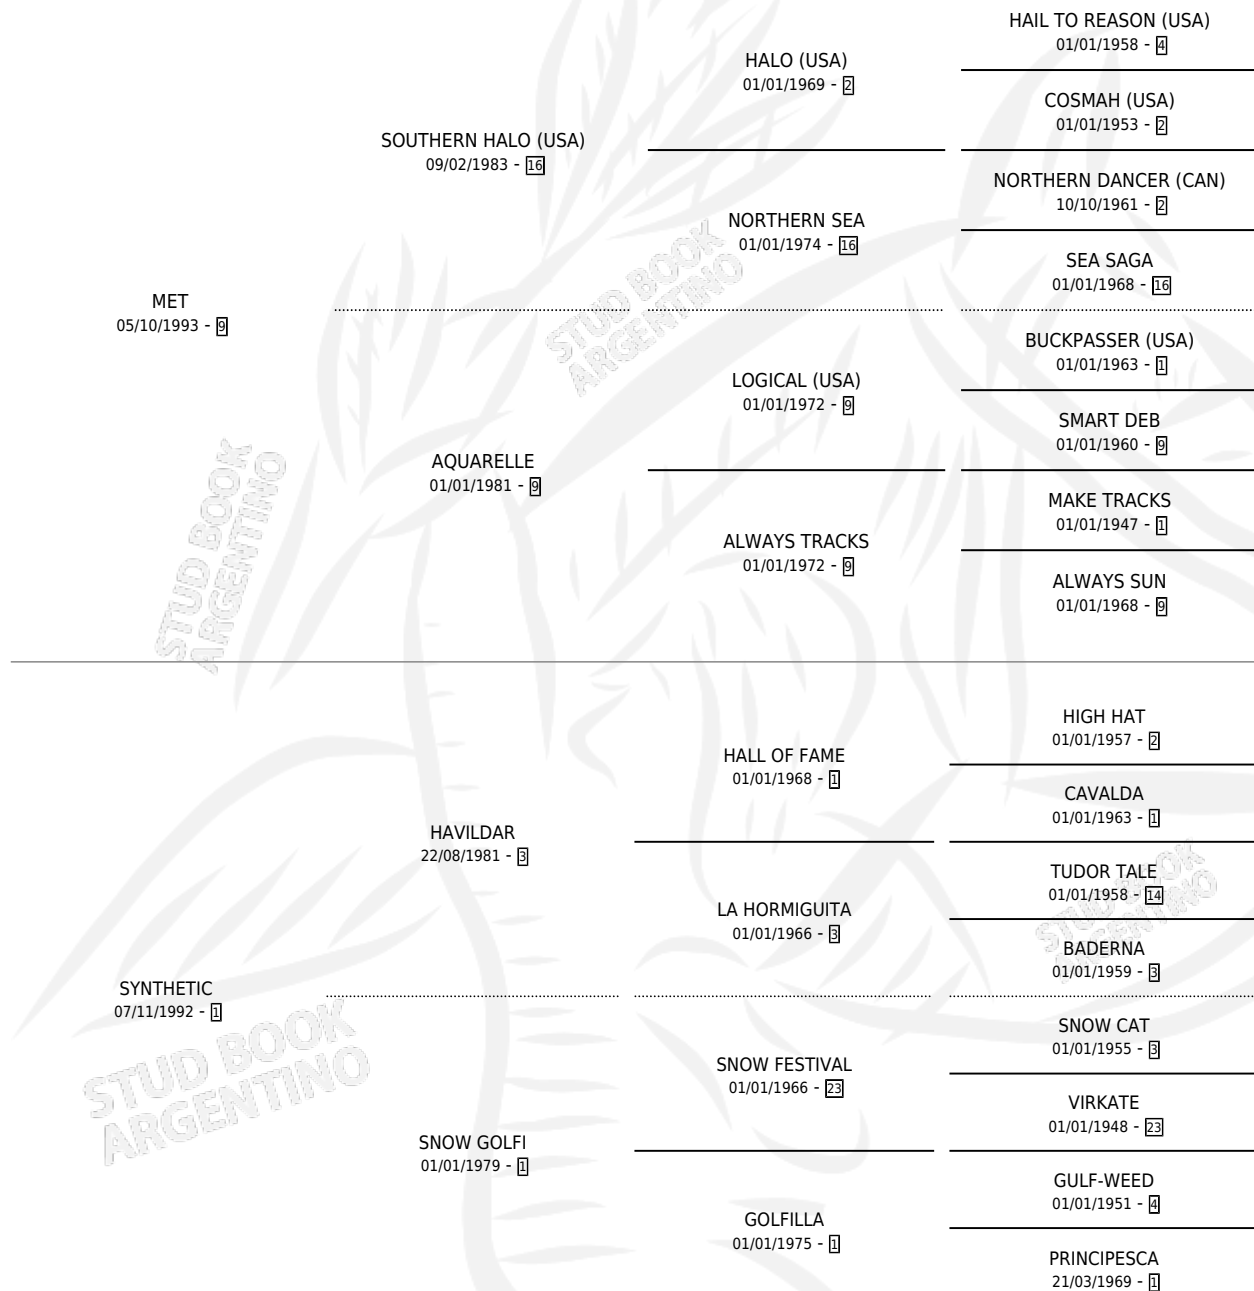 HAIL TO REASON (USA)
01/01/1958 - 4
HALO (USA)
01/01/1969 - 2
COSMAH (USA)
01/01/1953 - 2
SOUTHERN HALO (USA)
09/02/1983 - 16
NORTHERN DANCER (CAN)
10/10/1961 - 2
NORTHERN SEA
01/01/1974 - 16
SEA SAGA
01/01/1968 - 16
MET
05/10/1993 - 9
BUCKPASSER (USA)
01/01/1963 - 1
LOGICAL (USA)
01/01/1972 - 9
SMART DEB
01/01/1960 - 9
AQUARELLE
01/01/1981 - 9
MAKE TRACKS
01/01/1947 - 1
ALWAYS TRACKS
01/01/1972 - 9
ALWAYS SUN
01/01/1968 - 9
HIGH HAT
01/01/1957 - 2
HALL OF FAME
01/01/1968 - 1
CAVALDA
01/01/1963 - 1
HAVILDAR
22/08/1981 - 3
TUDOR TALE
01/01/1958 - 14
LA HORMIGUITA
01/01/1966 - 3
BADERNA
01/01/1959 - 3
SYNTHETIC
07/11/1992 - 1
SNOW CAT
01/01/1955 - 3
SNOW FESTIVAL
01/01/1966 - 23
VIRKATE
01/01/1948 - 23
SNOW GOLFI
01/01/1979 - 1
GULF-WEED
01/01/1951 - 4
GOLFILLA
01/01/1975 - 1
PRINCIPESCA
21/03/1969 - 1
STUD BOOK
ARGENTINO
STUD BOOK
ARGENTINO
STUD BOOK
ARGENTINO
STUD BOOK
ARGENTINO